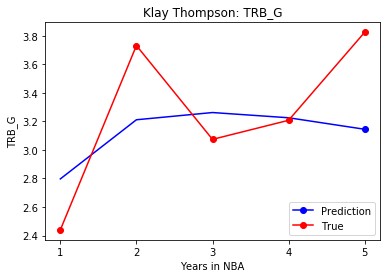 Klay Thompson: TRB_G
TRB_G
3.8
3.6
3.4
3.2
3.0
2.8
2.6
2.4
Prediction
True
1 2 3 4 5
Years in NBA